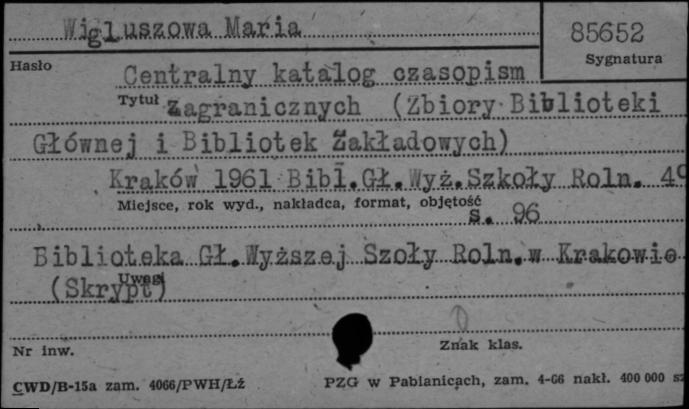 Wigluszowa Maria
85652
Sygnatura
Hasło
Centralny katalog czasopism
Tytuł zagranicznych (Zbiory Biblioteki
Głównej i Bibliotek Zakładowych)
Kraków 1961 Bibl.Gł.Wyż.Szkoły Roln. 4°
Miejsce, rok wyd., nakładca, format, objętość
s. 96
Biblioteka Gł.Wyższej Szoły Roln.w Krakowie
Uwagi
(Skrypt)
Nr inw.
Znak klas.
CWD/B-15a zam. 4066/PWH/Łź
PZG w Pabianicach, zam. 4-66 nakł. 400 000 sz